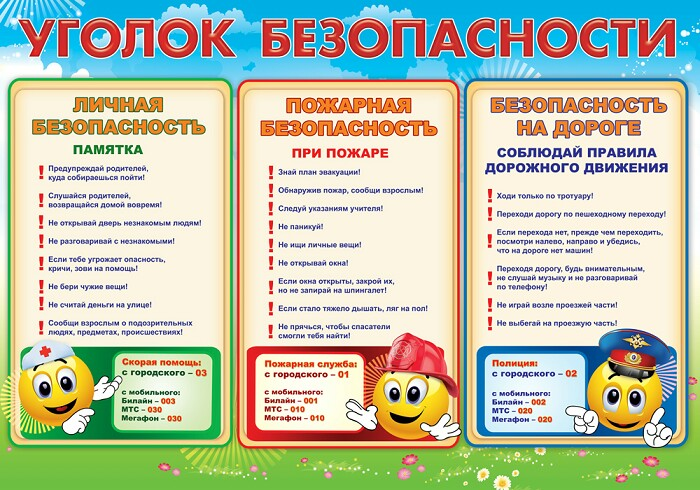 УГОЛОК БЕЗОПАСНОСТИ
ЛИЧНАЯ
БЕЗОПАСНОСТЬ
ПАМЯТКА
! Предупреждай родителей,
куда собираешься пойти!
! Слушайся родителей,
возвращайся домой вовремя!
! Не открывай дверь незнакомым людям!
! Не разговаривай с незнакомыми!
! Если тебе угрожает опасность,
кричи, зови на помощь!
! Не бери чужие вещи!
! Не считай деньги на улице!
! Сообщи взрослым о подозрительных
людях, предметах, происшествиях!
Скорая помощь:
с городского – 03
с мобильного:
Билайн – 003
МТС – 030
Мегафон – 030
ПОЖАРНАЯ
БЕЗОПАСНОСТЬ
ПРИ ПОЖАРЕ
! Знай план эвакуации!
! Обнаружив пожар, сообщи взрослым!
! Следуй указаниям учителя!
! Не паникуй!
! Не ищи личные вещи!
! Не открывай окна!
! Если окна открыты, закрой их,
но не запирай на шпингалет!
! Если стало тяжело дышать, ляг на пол!
! Не прячься, чтобы спасатели
смогли тебя найти!
Пожарная служба:
с городского – 01
с мобильного:
Билайн – 001
МТС – 010
Мегафон – 010
БЕЗОПАСНОСТЬ
НА ДОРОГЕ
СОБЛЮДАЙ ПРАВИЛА
ДОРОЖНОГО ДВИЖЕНИЯ
! Ходи только по тротуару!
! Переходи дорогу по пешеходному переходу!
! Если перехода нет, прежде чем переходить,
посмотри налево, направо и убедись,
что на дороге нет машин!
! Переходя дорогу, будь внимательным,
не слушай музыку и не разговаривай
по телефону!
! Не играй возле проезжей части!
! Не выбегай на проезжую часть!
Полиция:
с городского – 02
с мобильного:
Билайн – 002
МТС – 020
Мегафон – 020